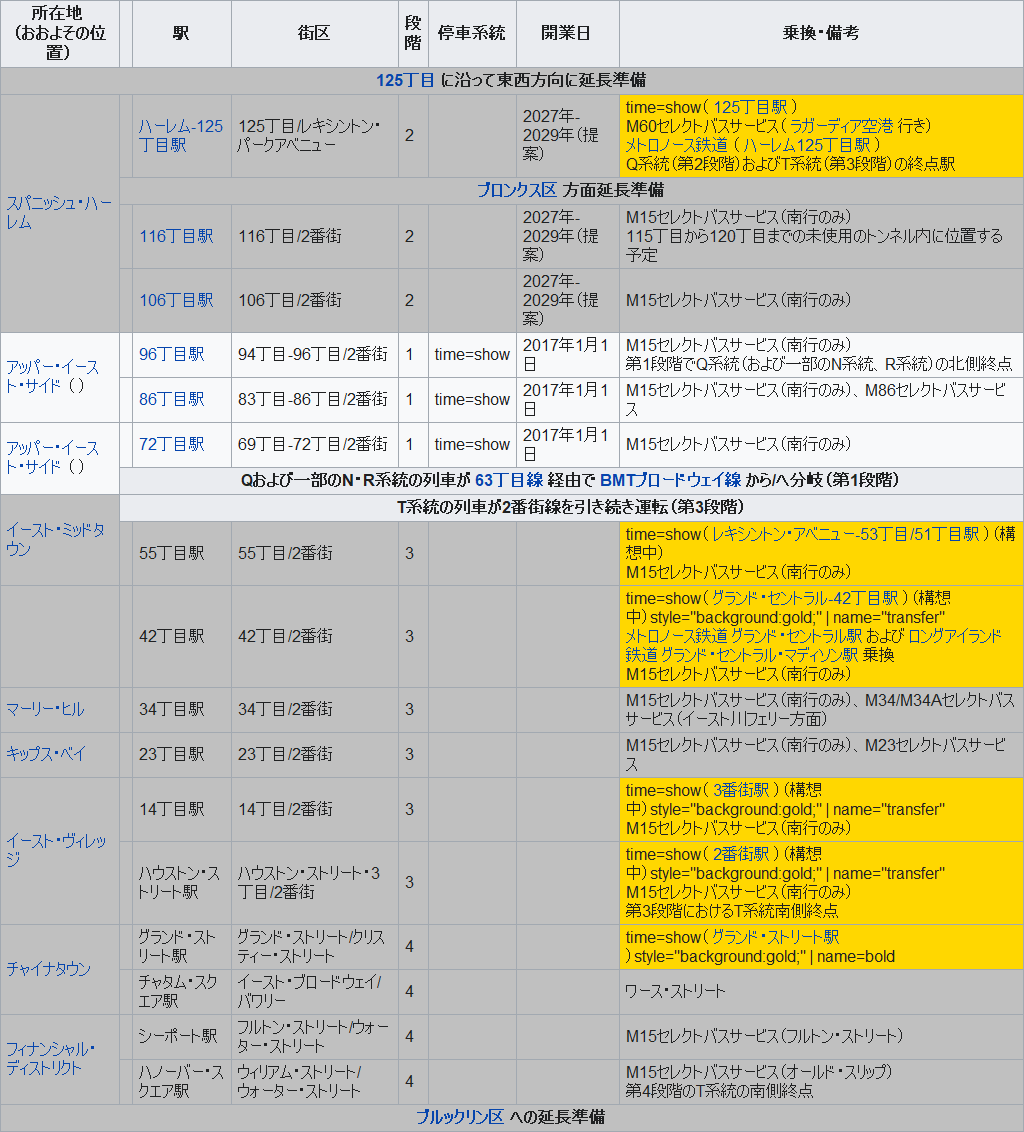 所在地
(おおよその位
置)
駅
街区
段
階
停車系統
開業日
乗換・備考
125丁目 に沿って東西方向に延長準備
スパニッシュ・ハー
レム
ハーレム-125
丁目駅
125丁目/レキシントン・
パークアベニュー
2
2027年-
2029年(提
案)
time=show( 125丁目駅 )
M60セレクトバスサービス( ラガーディア空港 行き)
メトロノース鉄道 ( ハーレム125丁目駅 )
Q系統(第2段階)およびT系統(第3段階)の終点駅
ブロンクス区 方面延長準備
116丁目駅
116丁目/2番街
2
2027年-
2029年(提
案)
M15セレクトバスサービス(南行のみ)
115丁目から120丁目までの未使用のトンネル内に位置する
予定
106丁目駅
106丁目/2番街
2
2027年-
2029年(提
案)
M15セレクトバスサービス(南行のみ)
アッパー・イース
ト・サイド ( )
96丁目駅
94丁目-96丁目/2番街
1
time=show
2017年1月1
日
M15セレクトバスサービス(南行のみ)
第1段階でQ系統(および一部のN系統、R系統)の北側終点
86丁目駅
83丁目-86丁目/2番街
1
time=show
2017年1月1
日
M15セレクトバスサービス(南行のみ)、M86セレクトバスサービ
ス
アッパー・イース
ト・サイド ( )
72丁目駅
69丁目-72丁目/2番街
1
time=show
2017年1月1
日
M15セレクトバスサービス(南行のみ)
Qおよび一部のN・R系統の列車が 63丁目線 経由で BMTブロードウェイ線 から/へ分岐(第1段階)
イースト・ミッドタ
ウン
T系統の列車が2番街線を引き続き運転(第3段階)
55丁目駅
55丁目/2番街
3
time=show( レキシントン・アベニュー-53丁目/51丁目駅 ) (構
想中)
M15セレクトバスサービス(南行のみ)
42丁目駅
42丁目/2番街
3
time=show( グランド・セントラル-42丁目駅 ) (構想
中) style="background:gold;" | name="transfer"
メトロノース鉄道 グランド・セントラル駅 および ロングアイランド
鉄道 グランド・セントラル・マディソン駅 乗換
M15セレクトバスサービス(南行のみ)
マーリー・ヒル
34丁目駅
34丁目/2番街
3
M15セレクトバスサービス(南行のみ)、M34/M34Aセレクトバス
サービス(イースト川フェリー方面)
キップス・ベイ
23丁目駅
23丁目/2番街
3
M15セレクトバスサービス(南行のみ)、M23セレクトバスサービ
ス
イースト・ヴィレッ
ジ
14丁目駅
14丁目/2番街
3
time=show( 3番街駅 ) (構想
中) style="background:gold;" | name="transfer"
M15セレクトバスサービス(南行のみ)
ハウストン・ス
トリート駅
ハウストン・ストリート・3
丁目/2番街
3
time=show( 2番街駅 ) (構想
中) style="background:gold;" | name="transfer"
M15セレクトバスサービス(南行のみ)
第3段階におけるT系統南側終点
チャイナタウン
グランド・スト
リート駅
グランド・ストリート/クリス
ティー・ストリート
4
time=show( グランド・ストリート駅
) style="background:gold;" | name=bold
チャタム・スク
エア駅
イースト・ブロードウェイ/
バワリー
4
ワース・ストリート
フィナンシャル・
ディストリクト
シーポート駅
フルトン・ストリート/ウォー
ター・ストリート
4
M15セレクトバスサービス(フルトン・ストリート)
ハノーバー・ス
クエア駅
ウィリアム・ストリート/
ウォーター・ストリート
4
M15セレクトバスサービス(オールド・スリップ)
第4段階のT系統の南側終点
ブルックリン区 への延長準備